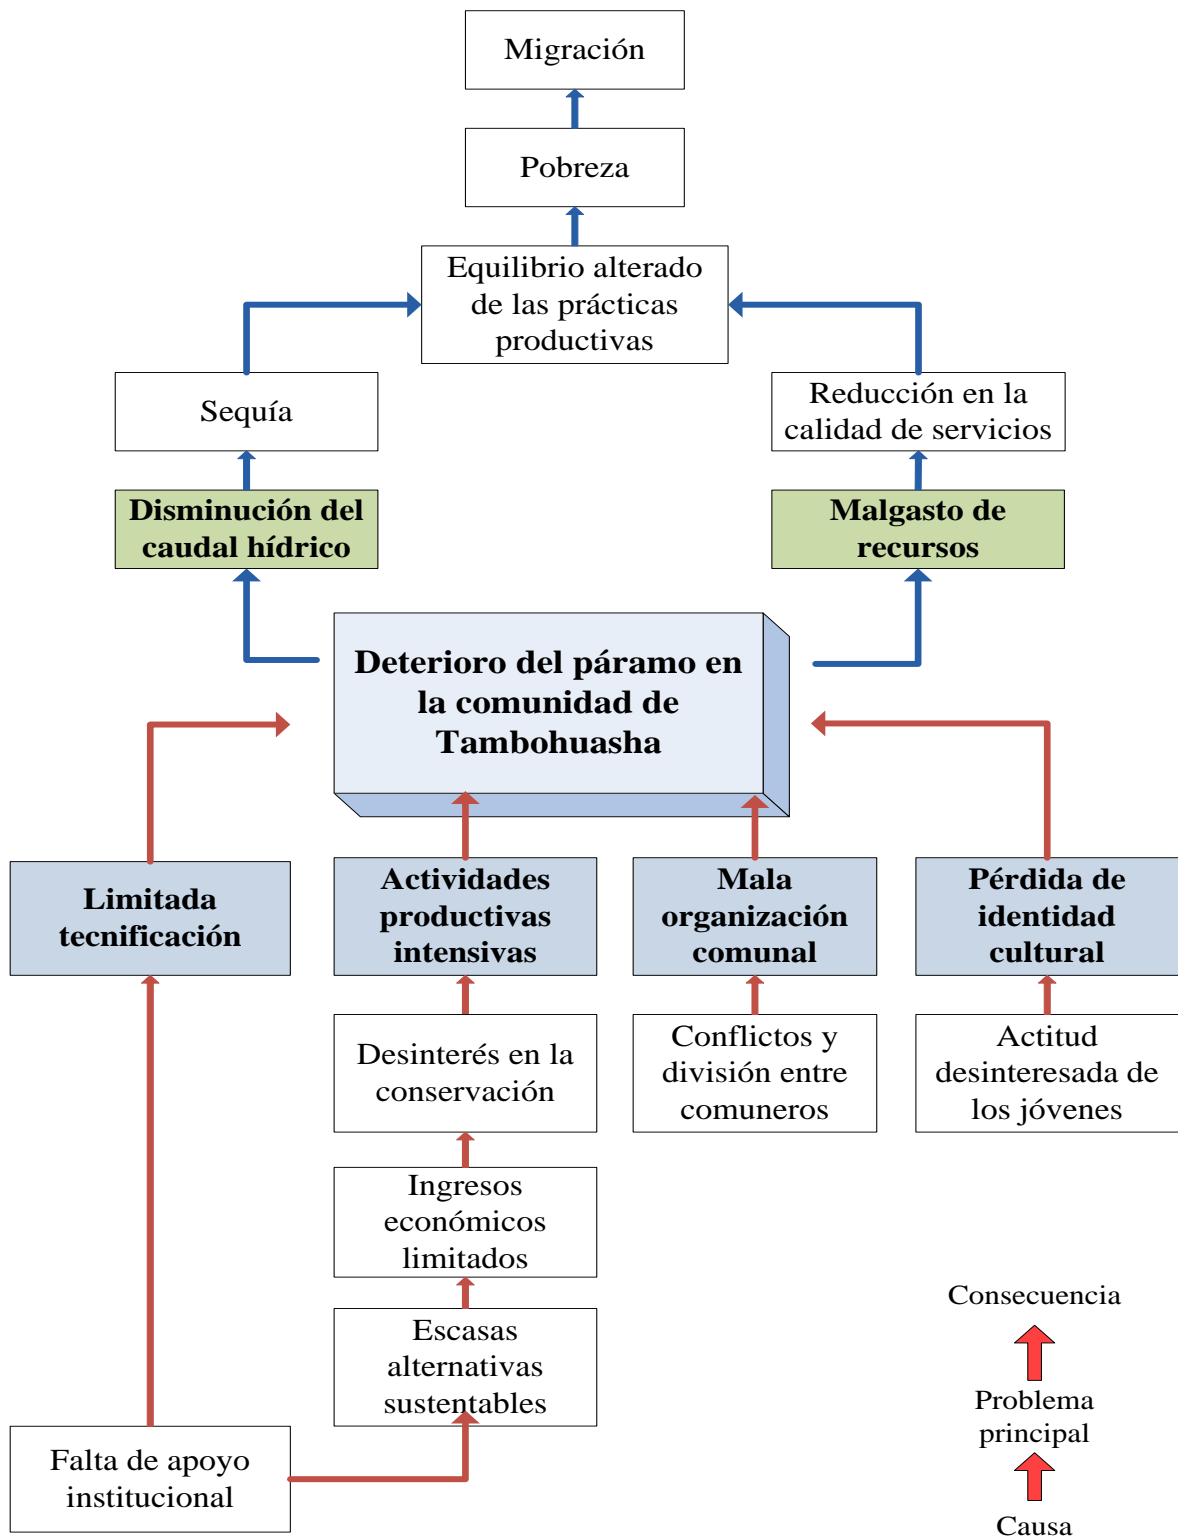 Migración
Pobreza
Equilibrio alterado
de las prácticas
productivas
Sequía
Reducción en la
calidad de servicios
Disminución del
caudal hídrico
Malgasto de
recursos
Deterioro del páramo en
la comunidad de
Tambohuasha
Limitada
tecnificación
Actividades
productivas
intensivas
Mala
organización
comunal
Pérdida de
identidad
cultural
Desinterés en la
conservación
Conflictos y
división entre
comuneros
Actitud
desinteresada de
los jóvenes
Ingresos
económicos
limitados
Escasas
alternativas
sustentables
Falta de apoyo
institucional
Consecuencia
Problema
principal
Causa